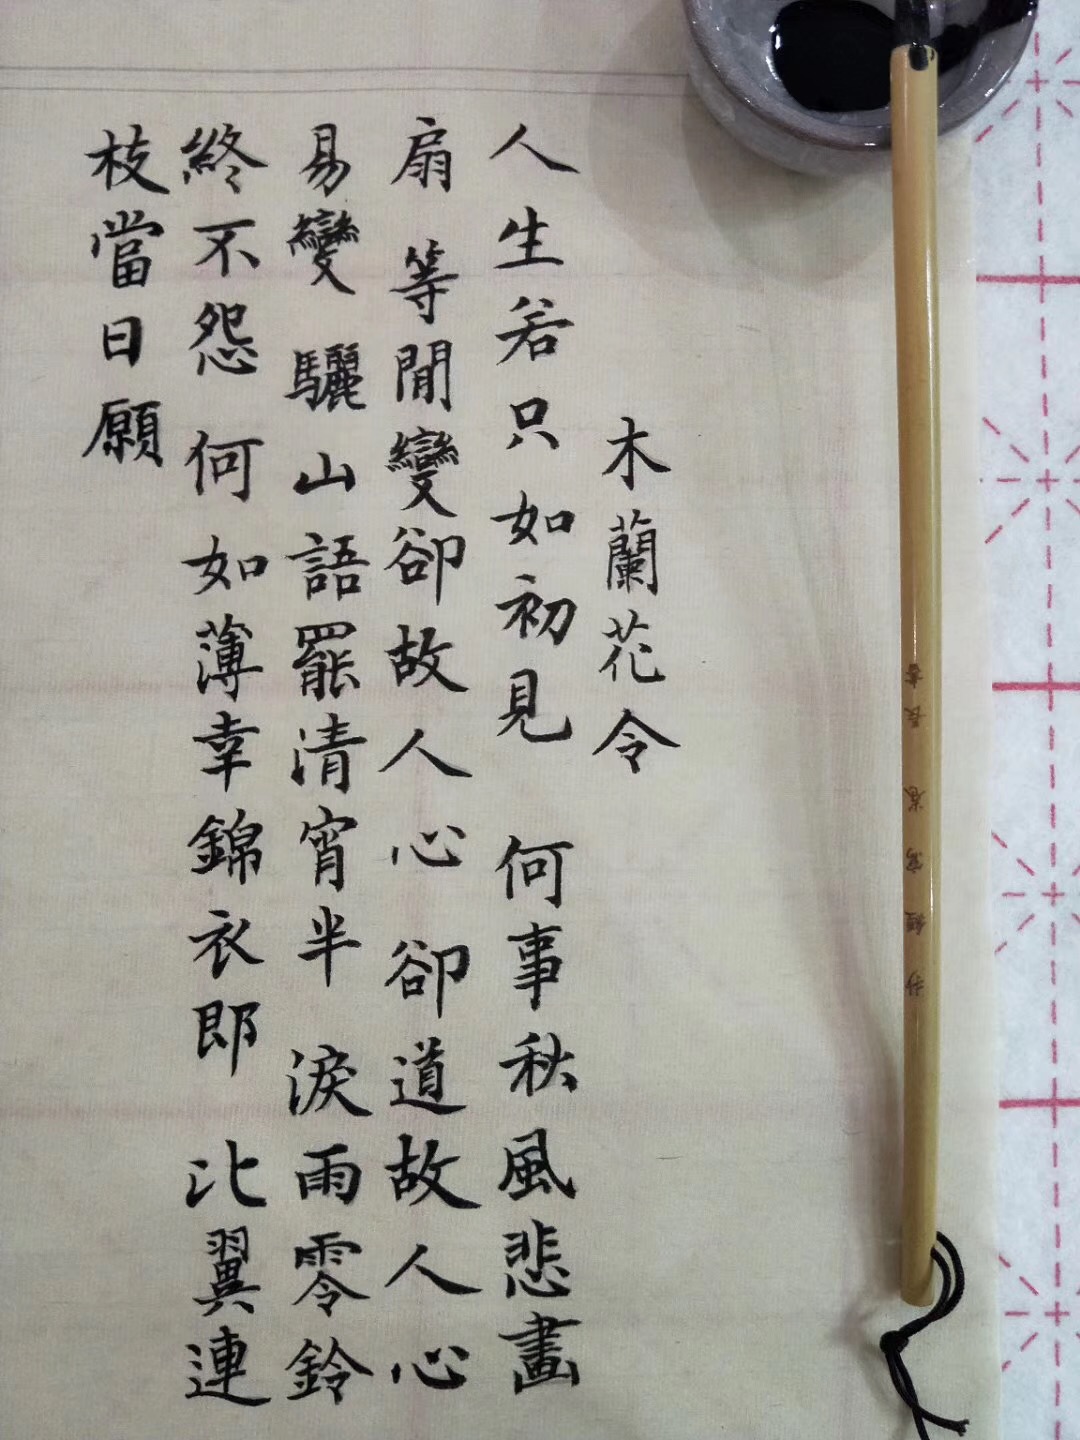 木蘭花令
人生若只如初見 何事秋風悲畫
扇 等閒變卻故人心 卻道故人心
易變 驪山語罷清宵半 淚雨零鈴
終不怨 何如薄幸錦衣郎 比翼連
枝當日願